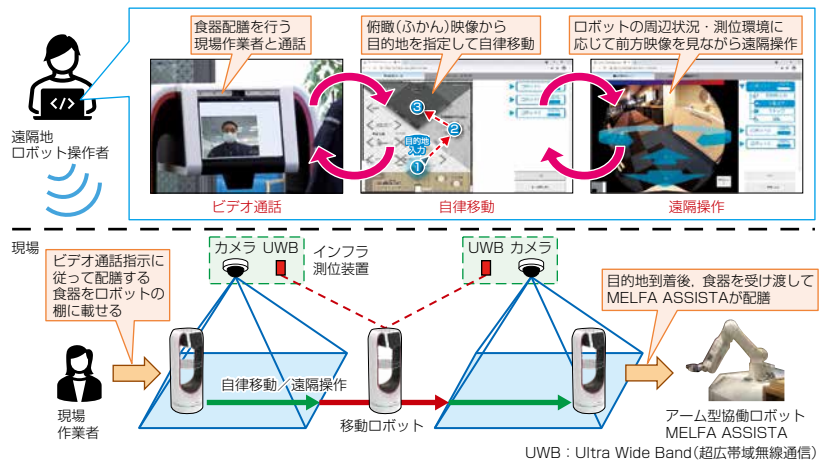 食器配膳を行う
現場作業者と通話
俯瞰(ふかん)映像から
目的地を指定して自律移動
ロボットの周辺状況・測位環境に
応じて前方映像を見ながら遠隔操作
</>
遠隔地
ロボット操作者
③
②
目的地
入力
①
ビデオ通話
自律移動
遠隔操作
現場
ビデオ通話指示に
従って配膳する
食器をロボットの
棚に載せる
カメラ UWB
インフラ
測位装置
UWB カメラ
目的地到着後,食器を受け渡して
MELFA ASSISTAが配膳
現場
作業者
自律移動/遠隔操作
移動ロボット
アーム型協働ロボット
MELFA ASSISTA
UWB:Ultra Wide Band(超広帯域無線通信)